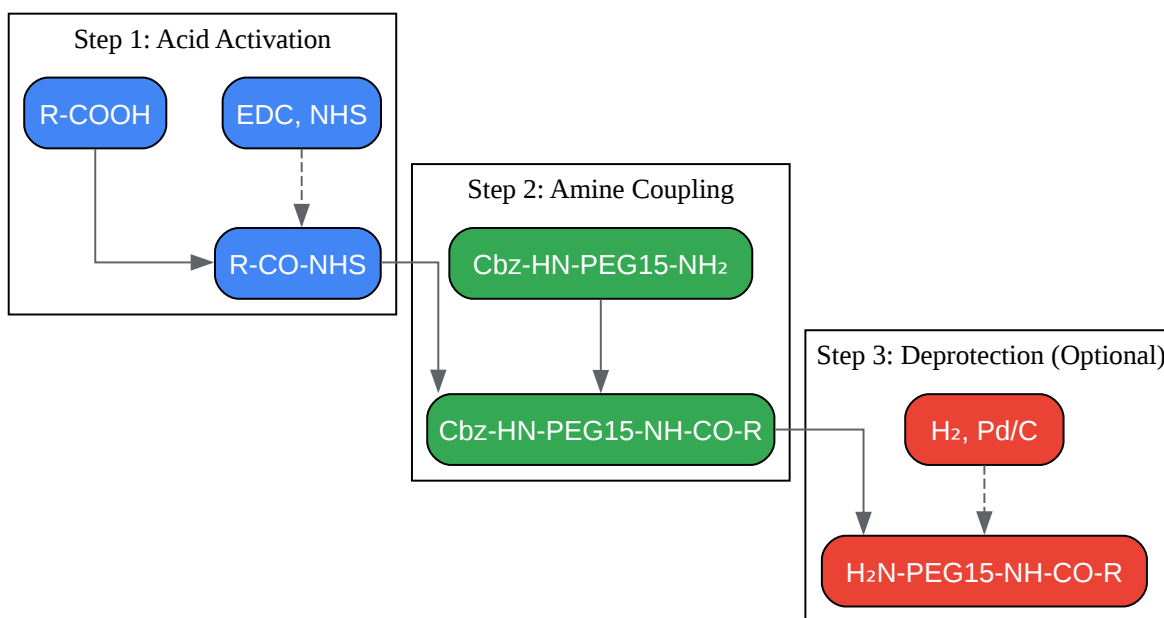 Step 1: Acid Activation
R-COOH
EDC, NHS
R-CO-NHS
Step 2: Amine Coupling
Cbz-HN-PEG15-NH₂
Cbz-HN-PEG15-NH-CO-R
Step 3: Deprotection (Optional)
H₂, Pd/C
H₂N-PEG15-NH-CO-R